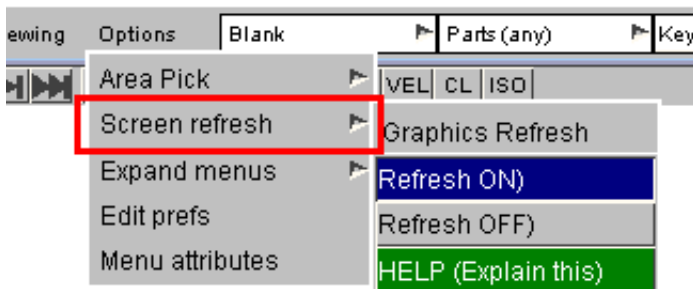 ewing Options Blank Parts (any) Key
Area Pick VEL CL ISO
Screen refresh Graphics Refresh
Expand menus Refresh ON)
Edit prefs Refresh OFF)
Menu attributes HELP (Explain this)